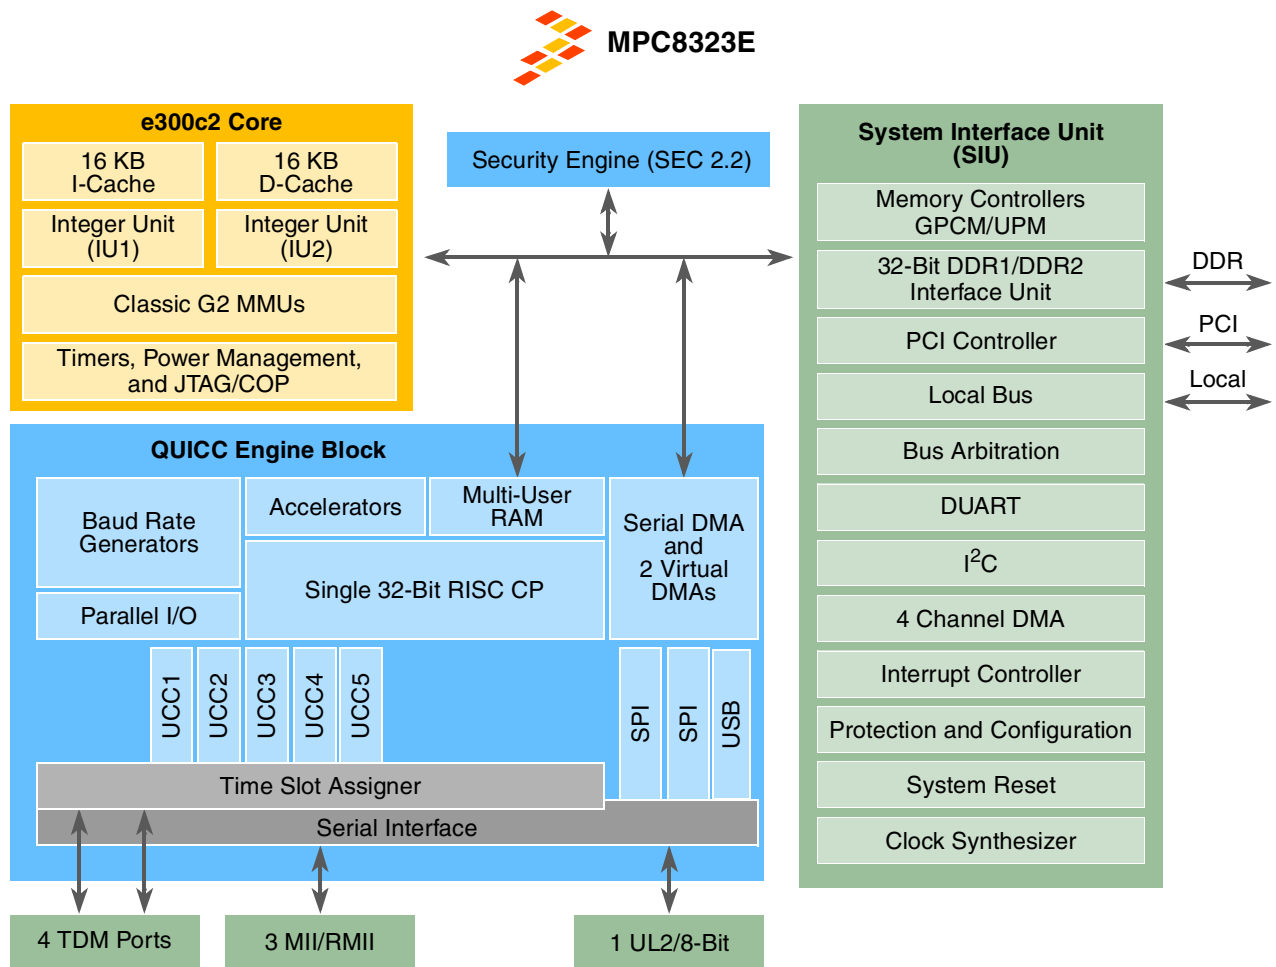 MPC8323E
e300c2 Core
16 KB
I-Cache
16 KB
D-Cache
Integer Unit
(IU1)
Integer Unit
(IU2)
Classic G2 MMUs
Timers, Power Management,
and JTAG/COP
Security Engine (SEC 2.2)
System Interface Unit
(SIU)
Memory Controllers
GPCM/UPM
32-Bit DDR1/DDR2
Interface Unit
PCI Controller
Local Bus
Bus Arbitration
DUART
I²C
4 Channel DMA
Interrupt Controller
Protection and Configuration
System Reset
Clock Synthesizer
DDR
PCI
Local
QUICC Engine Block
Baud Rate
Generators
Parallel I/O
Accelerators
Multi-User
RAM
Single 32-Bit RISC CP
Serial DMA
and
2 Virtual
DMAs
UCC1
UCC2
UCC3
UCC4
UCC5
SPI
SPI
USB
Time Slot Assigner
Serial Interface
4 TDM Ports
3 MII/RMII
1 UL2/8-Bit